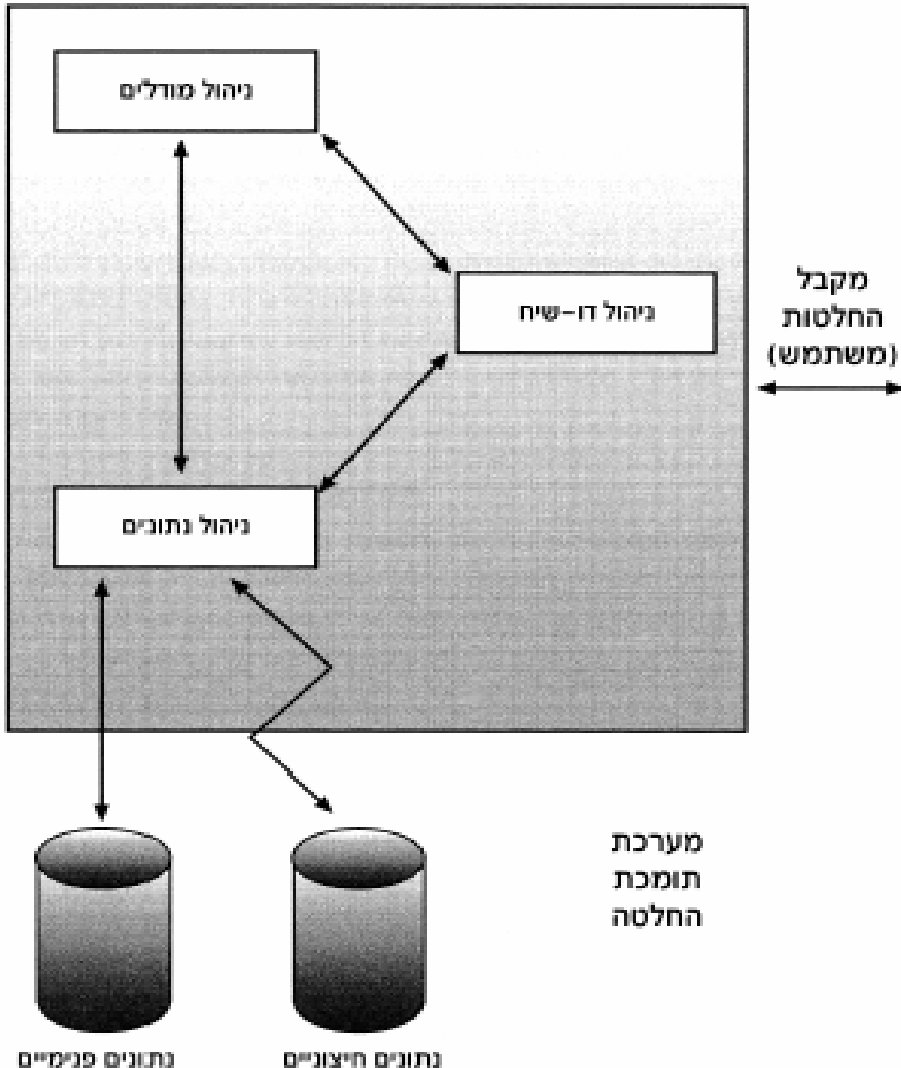 ניהול מודלים
ניהול דו-שיח
מקבל
החלטות
(משתמש)
ניהול נתונים
מערכת
תומכת
החלטה
נתונים חיצוניים
נתונים פנימיים